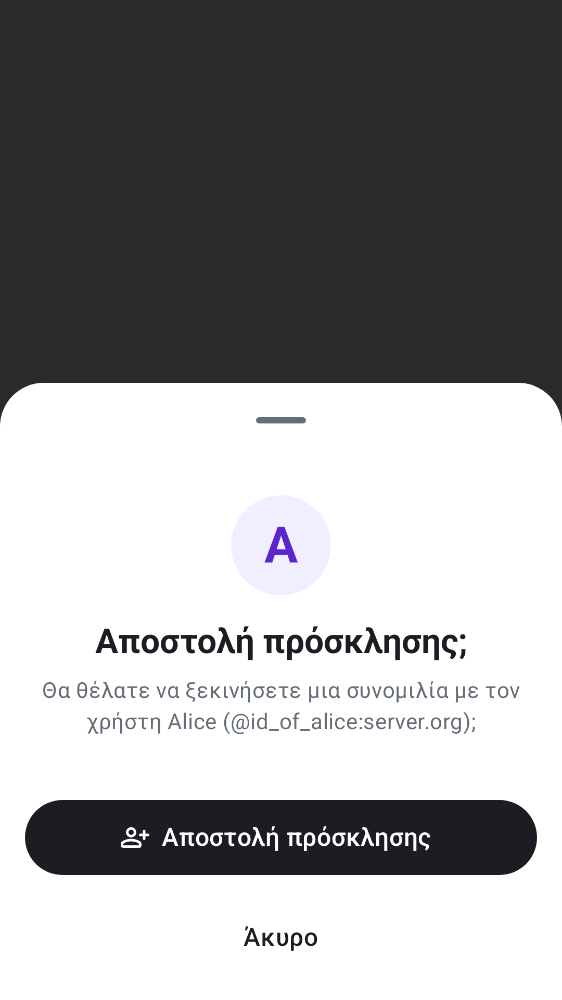 A
Αποστολή πρόσκλησης;
Θα θέλατε να ξεκινήσετε μια συνομιλία με τον
χρήστη Alice (@id_of_alice:server.org);
Αποστολή πρόσκλησης
Άκυρο